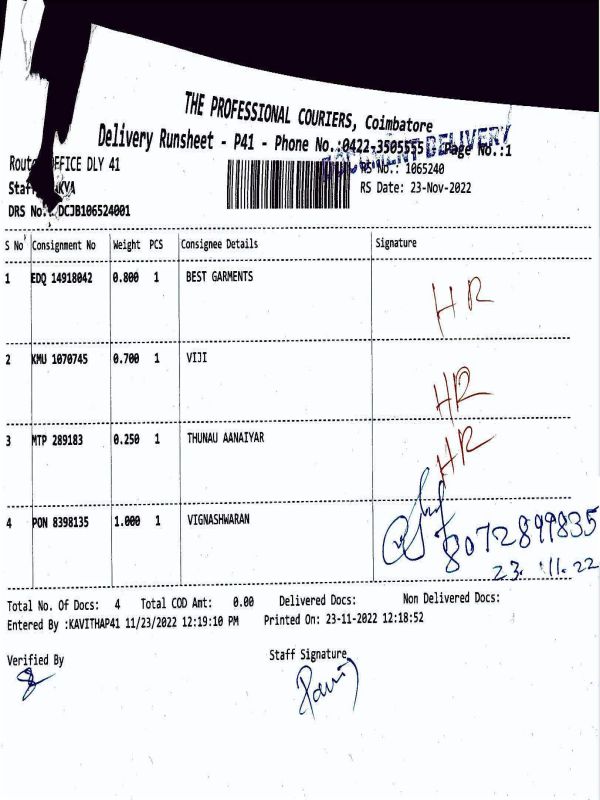 THE PROFESSIONAL COURIERS, Coimbatore
Delivery Runsheet - P41 - Phone No.:0422-3505555 Page No.:1
DOCUMENT DELIVERY
OFFICE DLY 41 RS No.: 1065240
RS Date: 23-Nov-2022
DRS No.: DCJB106524001
S No Consignment No Weight PCS Consignee Details Signature
1 EDQ 14918042 0.800 1 BEST GARMENTS HR
2 KMU 1070745 0.700 1 VIJI HR
3 MTP 289183 0.250 1 THUNAU AANAIYAR HR
4 PON 8398135 1.000 1 VIGNASHWARAN 8072899835
23.11.22
Total No. Of Docs: 4 Total COD Amt: 0.00 Delivered Docs: Non Delivered Docs:
Entered By :KAVITHAP41 11/23/2022 12:19:10 PM Printed On: 23-11-2022 12:18:52
Verified By Staff Signature